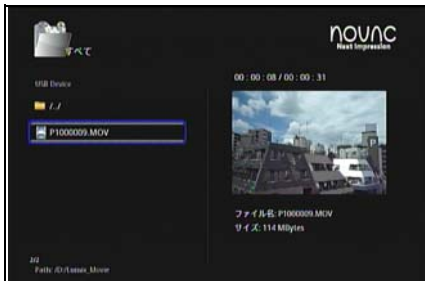 すべて
novac
Next Impression
USB Device
/../
P1000009.MOV
00 : 00 : 08 / 00 : 00 : 31
P
ファイル名: P1000009.MOV
サイズ: 114 MBytes
2/2
Path: /D/Lumix_Movie